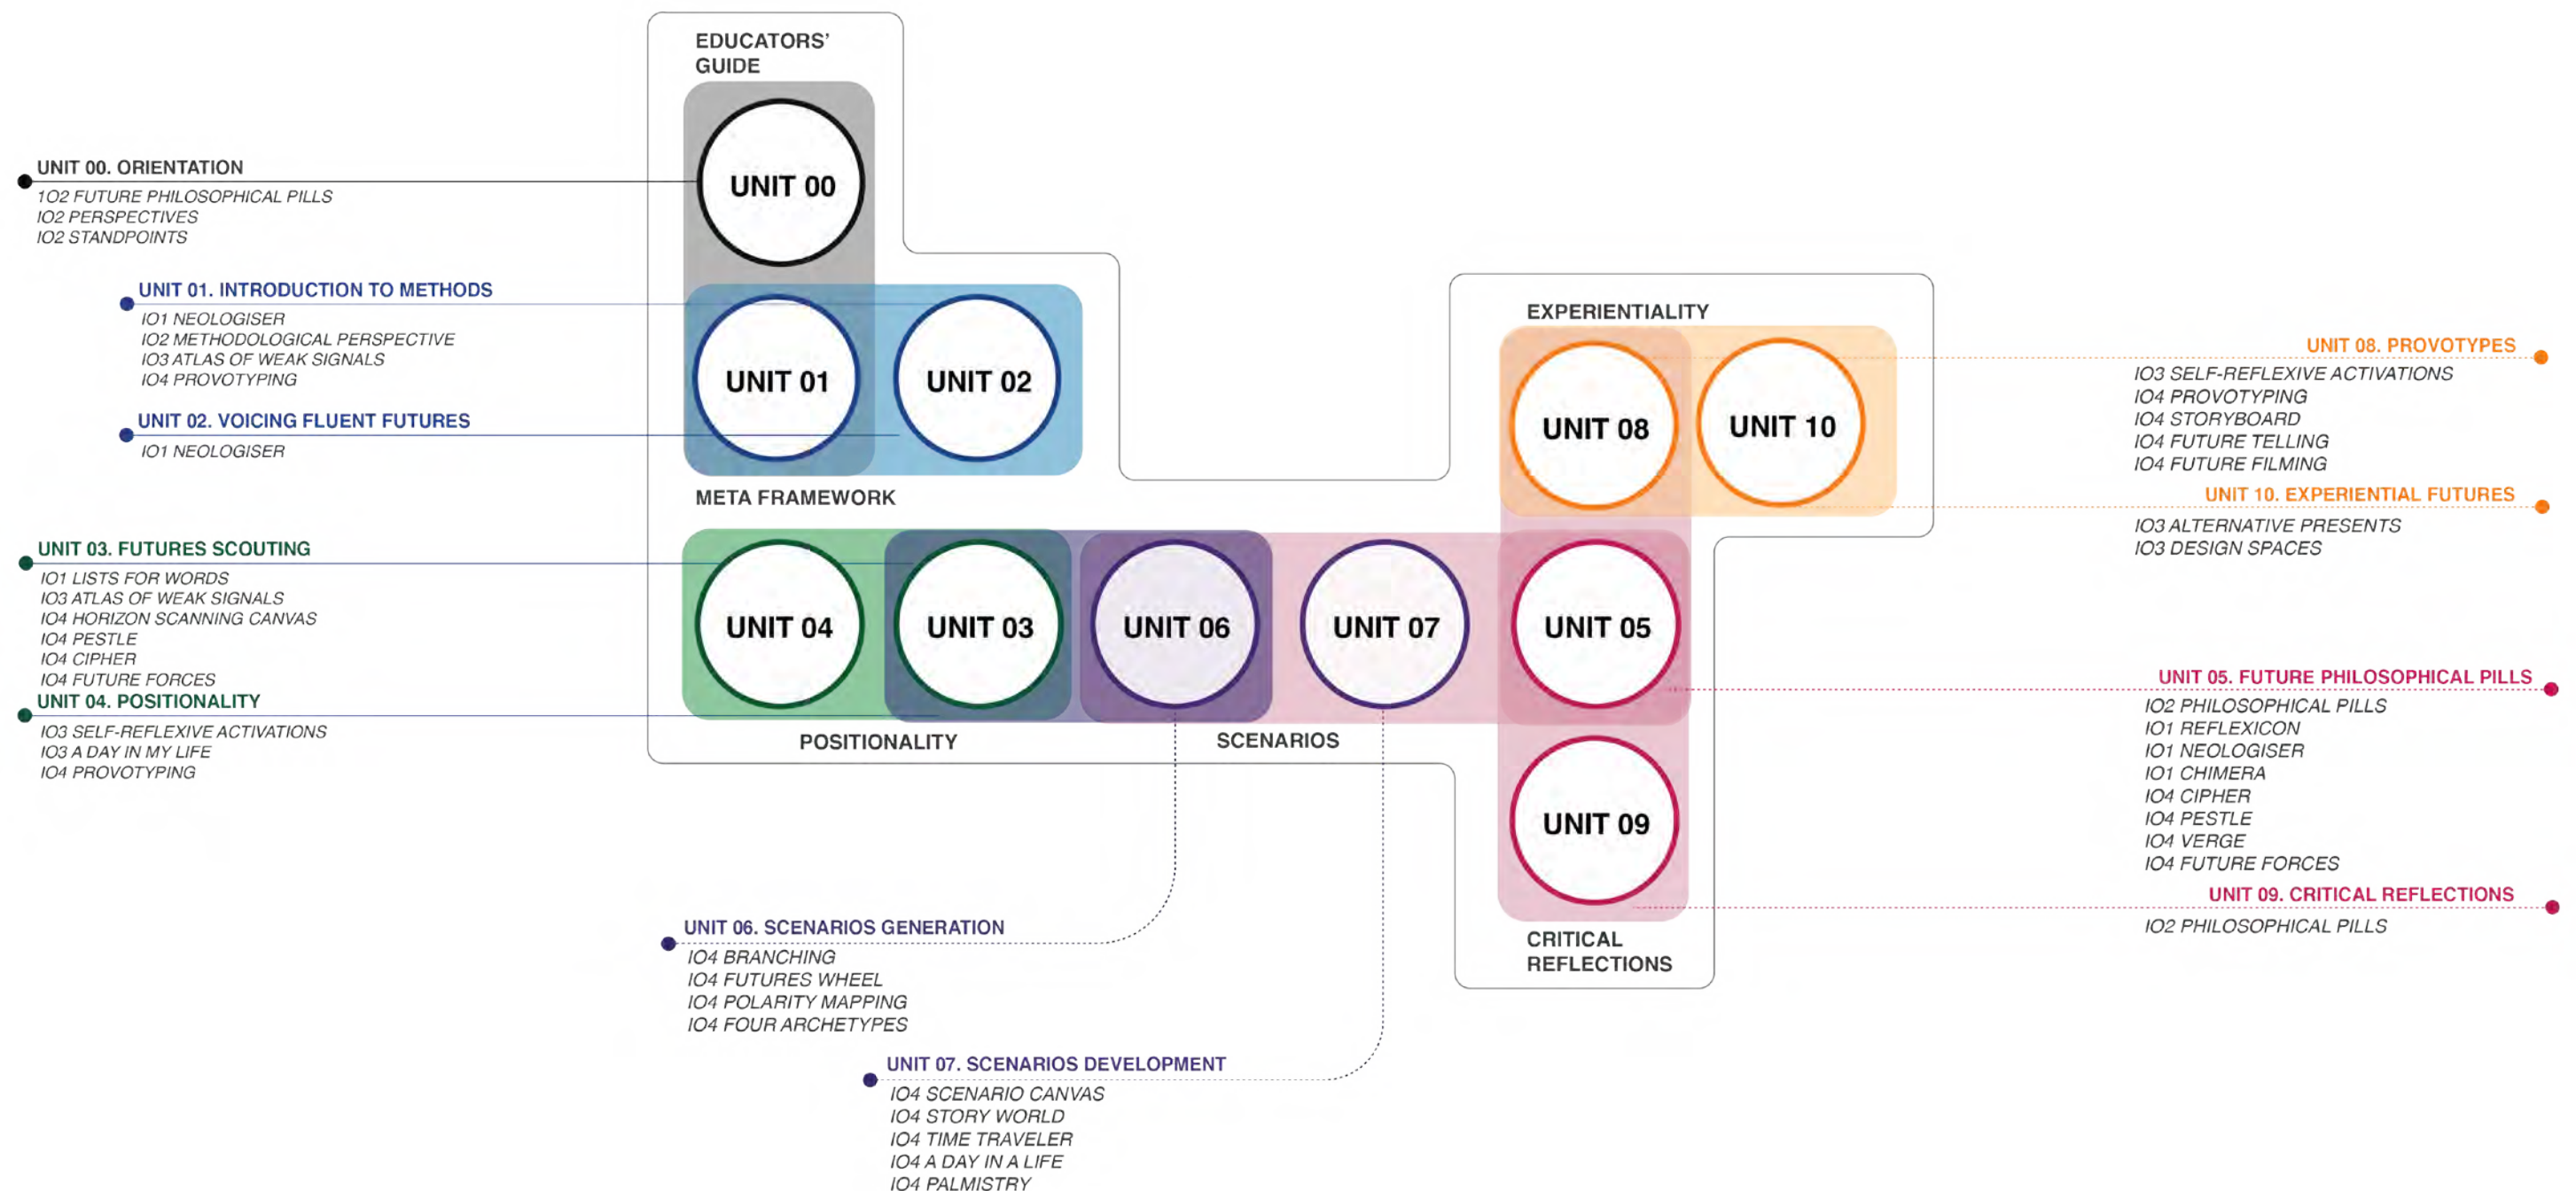 EDUCATORS'
GUIDE
UNIT 00
UNIT 00. ORIENTATION
1O2 FUTURE PHILOSOPHICAL PILLS
IO2 PERSPECTIVES
IO2 STANDPOINTS
UNIT 01. INTRODUCTION TO METHODS
IO1 NEOLOGISER
IO2 METHODOLOGICAL PERSPECTIVE
IO3 ATLAS OF WEAK SIGNALS
IO4 PROVOTYPING
UNIT 02. VOICING FLUENT FUTURES
IO1 NEOLOGISER
UNIT 01
UNIT 02
META FRAMEWORK
UNIT 03. FUTURES SCOUTING
IO1 LISTS FOR WORDS
IO3 ATLAS OF WEAK SIGNALS
IO4 HORIZON SCANNING CANVAS
IO4 PESTLE
IO4 CIPHER
IO4 FUTURE FORCES
UNIT 04. POSITIONALITY
IO3 SELF-REFLEXIVE ACTIVATIONS
IO3 A DAY IN MY LIFE
IO4 PROVOTYPING
UNIT 04
UNIT 03
UNIT 06
UNIT 07
UNIT 05
POSITIONALITY
SCENARIOS
EXPERIENTIALITY
UNIT 08
UNIT 10
UNIT 08. PROVOTYPES
IO3 SELF-REFLEXIVE ACTIVATIONS
IO4 PROVOTYPING
IO4 STORYBOARD
IO4 FUTURE TELLING
IO4 FUTURE FILMING
UNIT 10. EXPERIENTIAL FUTURES
IO3 ALTERNATIVE PRESENTS
IO3 DESIGN SPACES
UNIT 05. FUTURE PHILOSOPHICAL PILLS
IO2 PHILOSOPHICAL PILLS
IO1 REFLEXICON
IO1 NEOLOGISER
IO1 CHIMERA
IO4 CIPHER
IO4 PESTLE
IO4 VERGE
IO4 FUTURE FORCES
UNIT 09. CRITICAL REFLECTIONS
IO2 PHILOSOPHICAL PILLS
UNIT 09
CRITICAL
REFLECTIONS
UNIT 06. SCENARIOS GENERATION
IO4 BRANCHING
IO4 FUTURES WHEEL
IO4 POLARITY MAPPING
IO4 FOUR ARCHETYPES
UNIT 07. SCENARIOS DEVELOPMENT
IO4 SCENARIO CANVAS
IO4 STORY WORLD
IO4 TIME TRAVELER
IO4 A DAY IN A LIFE
IO4 PALMISTRY